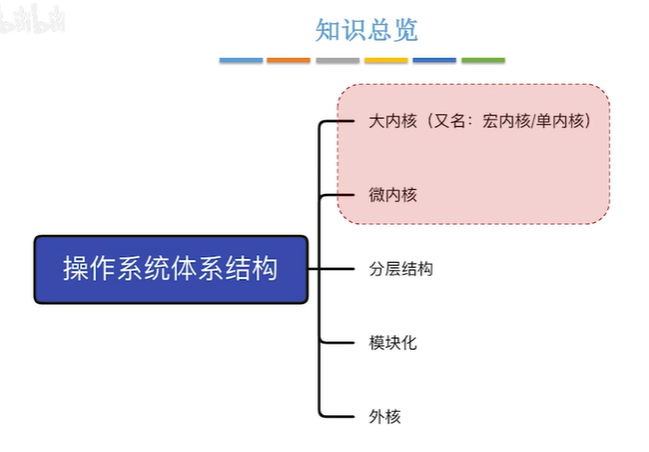 知识总览
大内核（又名：宏内核/单内核）
微内核
操作系统体系结构
分层结构
模块化
外核